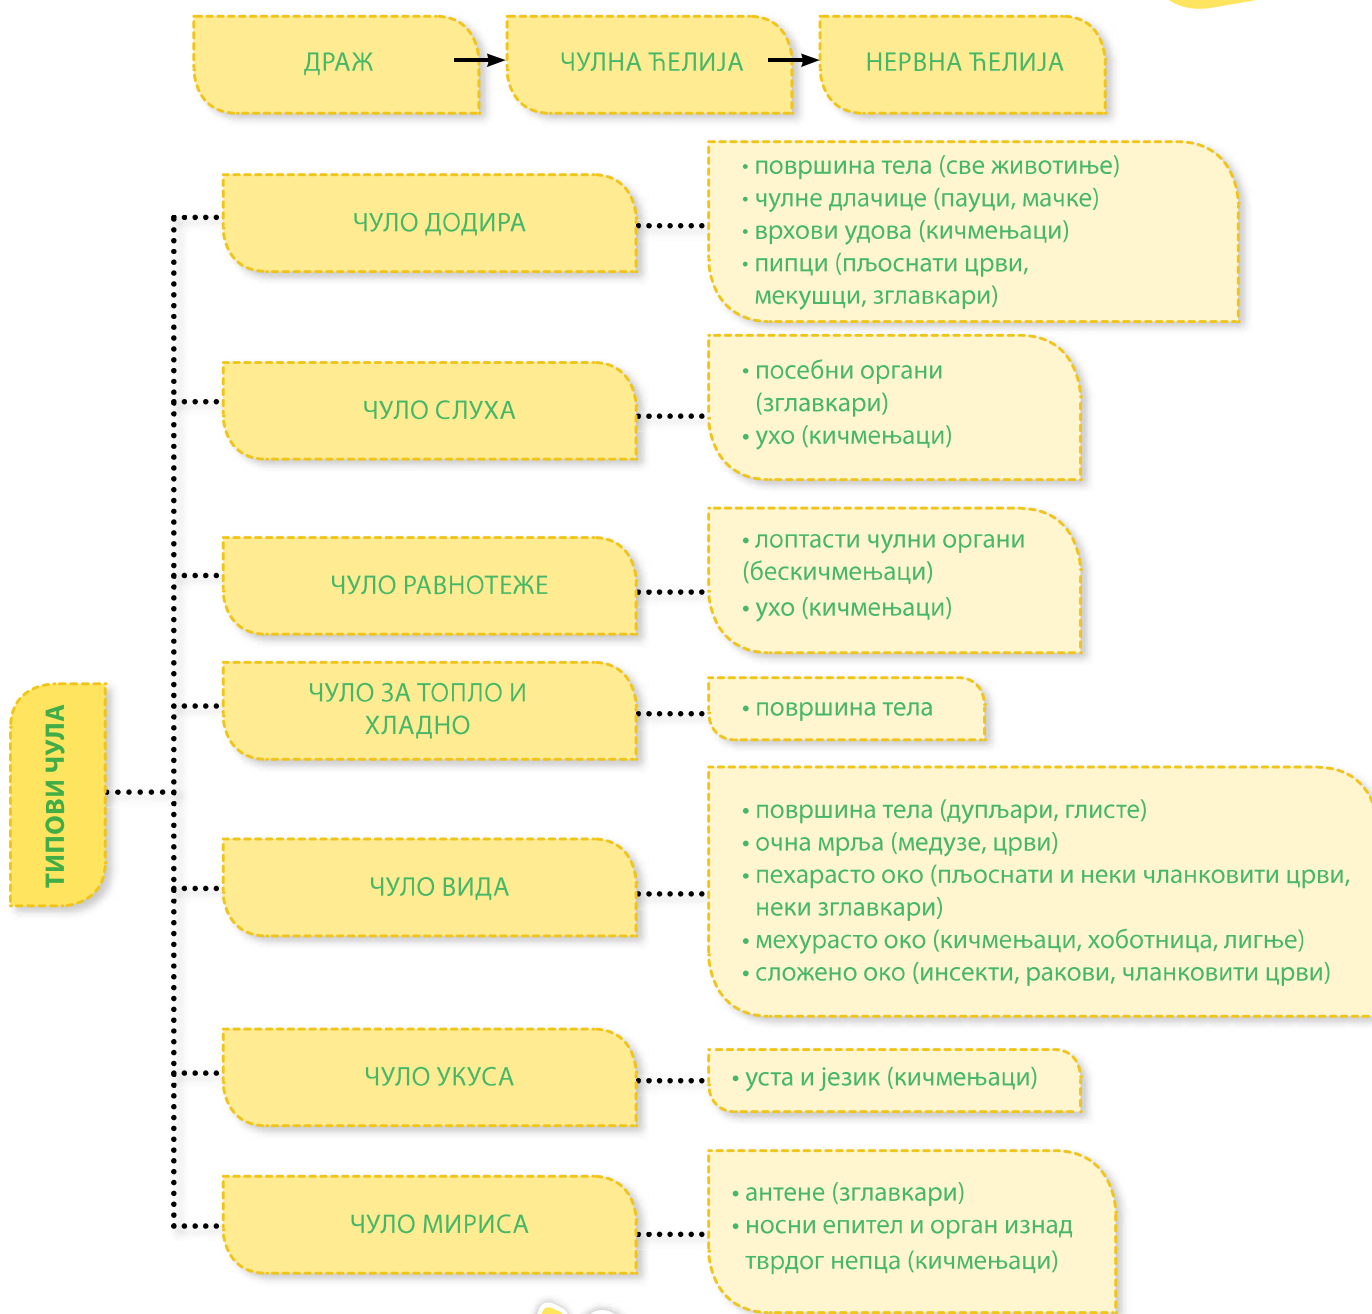 ДРАЖ
ЧУЛНА ЋЕЛИЈА
НЕРВНА ЋЕЛИЈА
ТИПОВИ ЧУЛА
ЧУЛО ДОДИРА
• површина тела (све животиње)
• чулне длачице (пауци, мачке)
• врхови удова (кичмењаци)
• пипци (пљоснати црви,
мекушци, зглавкари)
ЧУЛО СЛУХА
• посебни органи
(зглавкари)
• ухо (кичмењаци)
ЧУЛО РАВНОТЕЖЕ
• лоптасти чулни органи
(бескичмењаци)
• ухо (кичмењаци)
ЧУЛО ЗА ТОПЛО И
ХЛАДНО
• површина тела
ЧУЛО ВИДА
• површина тела (дупљари, глисте)
• очна мрља (медузе, црви)
• пехарасто око (пљоснати и неки чланковити црви,
неки зглавкари)
• мехурасто око (кичмењаци, хоботница, лигње)
• сложено око (инсекти, ракови, чланковити црви)
ЧУЛО УКУСА
• уста и језик (кичмењаци)
ЧУЛО МИРИСА
• антене (зглавкари)
• носни епител и орган изнад
тврдог непца (кичмењаци)